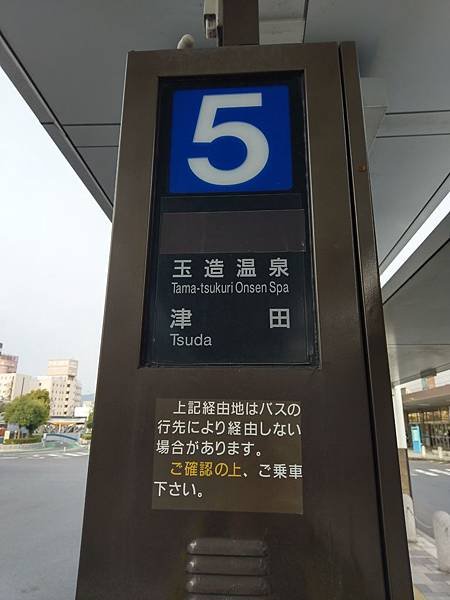 5
玉造温泉
Tama-tsukuri Onsen Spa
津田
Tsuda
上記経由地はバスの
行先により経由しない
場合があります。
ご確認の上、ご乗車
下さい。